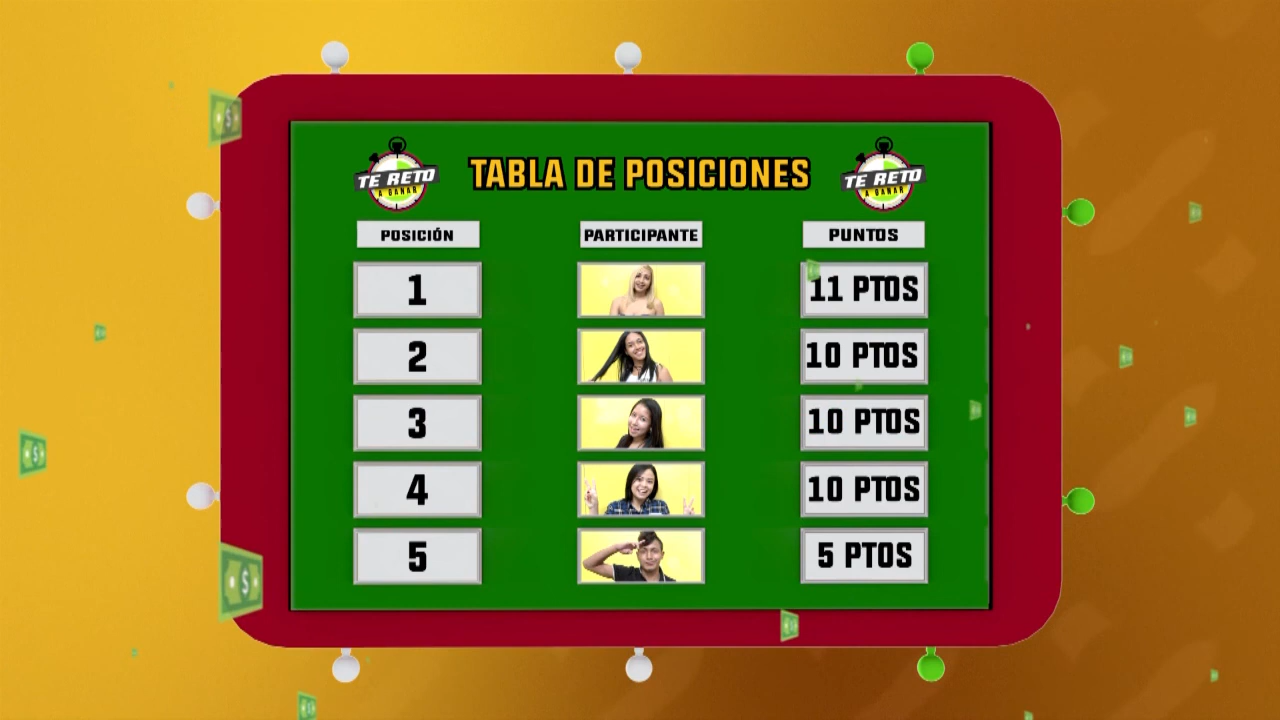 TE RETO
A GANAR
TABLA DE POSICIONES
TE RETO
A GANAR
POSICIÓN PARTICIPANTE PUNTOS
1 11 PTOS
2 10 PTOS
3 10 PTOS
4 10 PTOS
5 5 PTOS